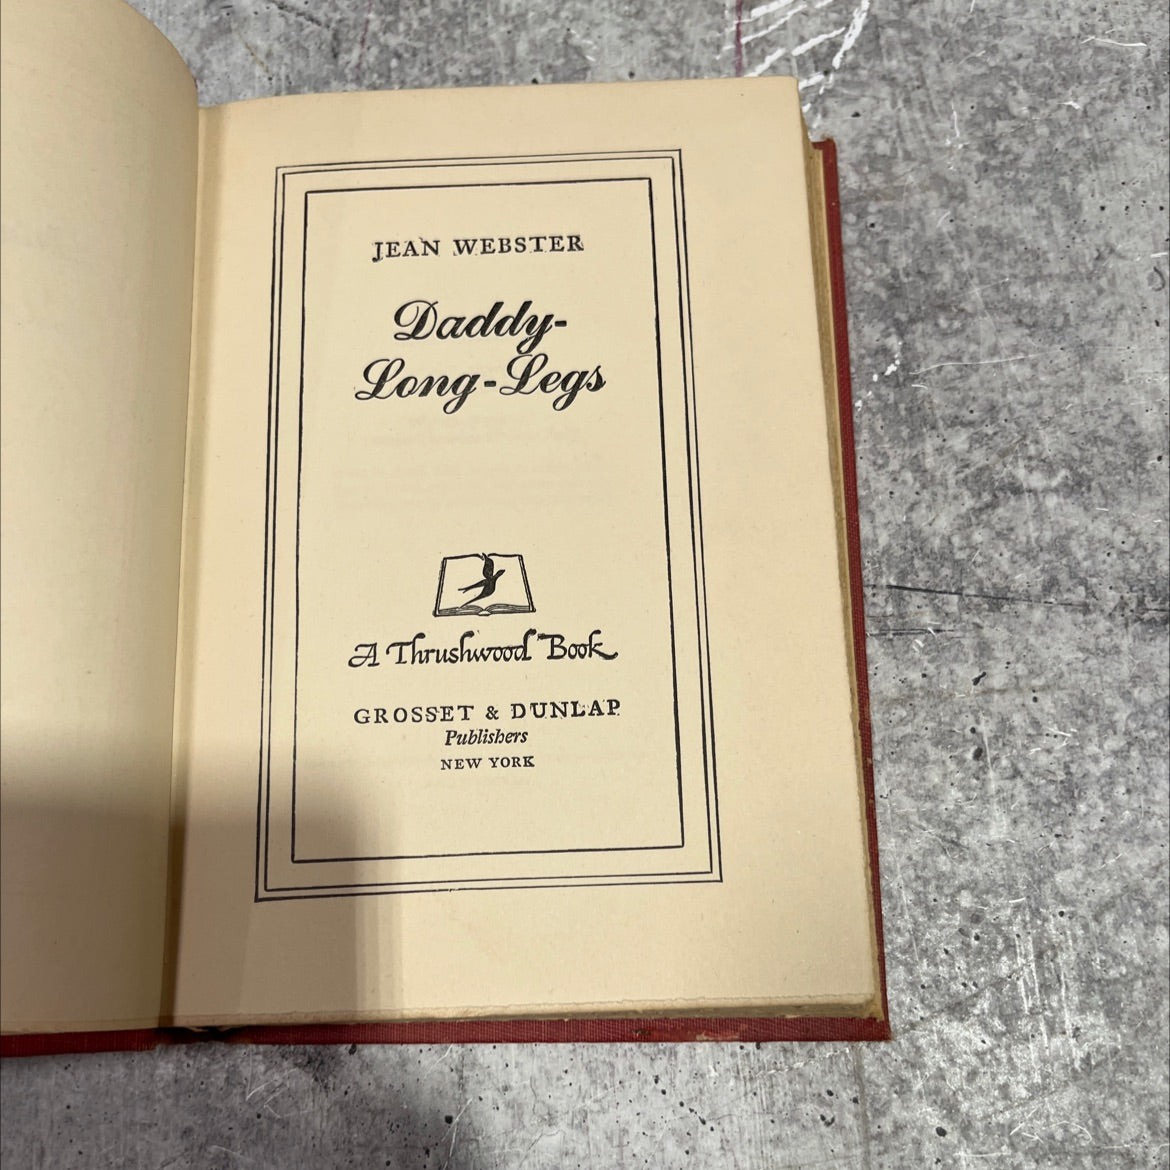 JEAN WEBSTER
Daddy-
Long-Legs
A Thrushwood Book
GROSSET & DUNLAP
Publishers
NEW YORK